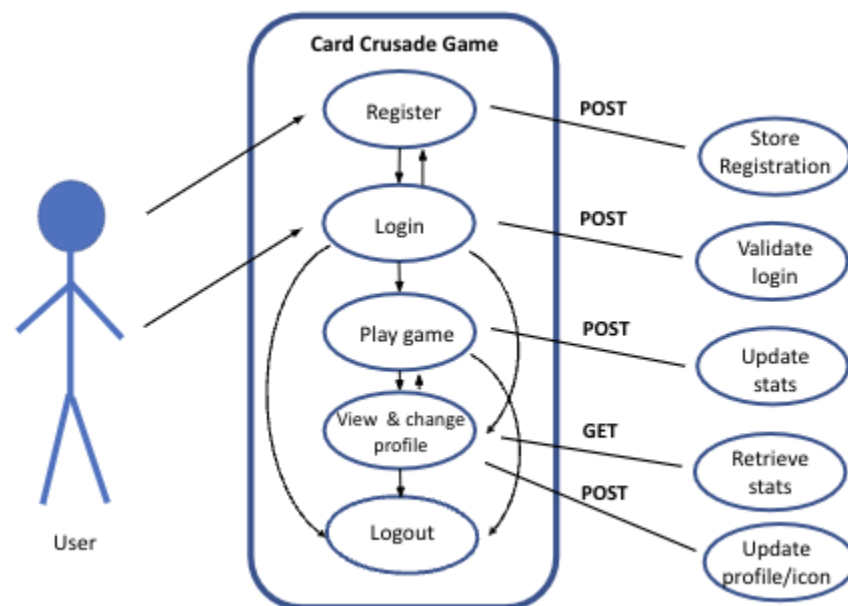 Card Crusade Game
Register
POST
Store
Registration
Login
POST
Validate
login
Play game
POST
Update
stats
View & change
profile
GET
Retrieve
stats
POST
Logout
Update
profile/icon
User